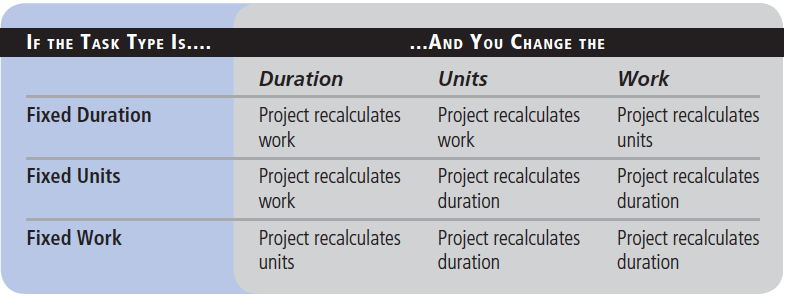 If the Task Type Is.... ...And You Change the
Duration Units Work
Fixed Duration Project recalculates Project recalculates Project recalculates
work work units
Fixed Units Project recalculates Project recalculates Project recalculates
work duration duration
Fixed Work Project recalculates Project recalculates Project recalculates
units duration duration